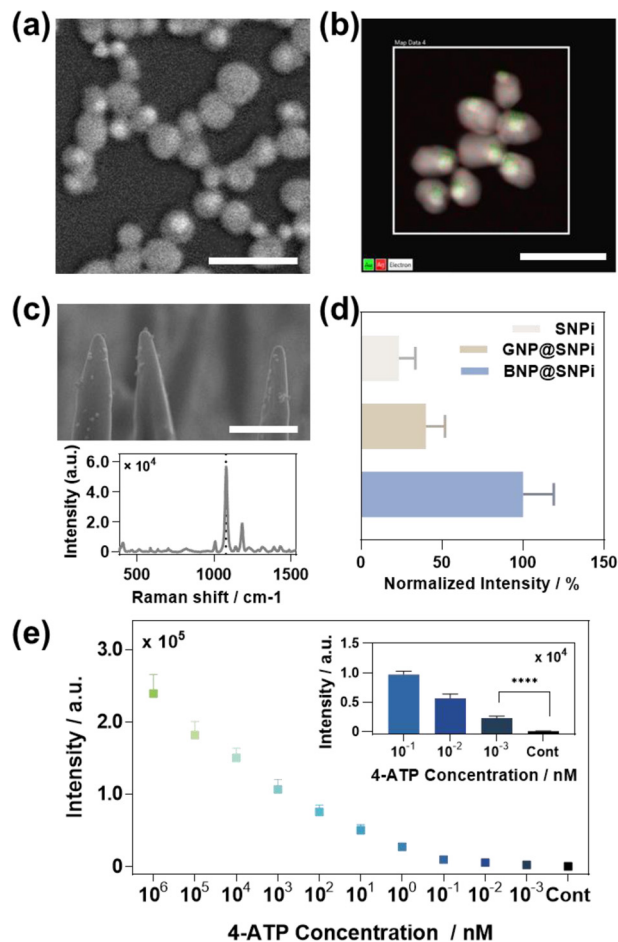 (a)
(b)
Map Data 4
Electron
(c)
6.0
4.0
2.0
0
× 10⁴
Intensity (a.u.)
500
1000
1500
Raman shift / cm-1
(d)
SNPi
GNP@SNPi
BNP@SNPi
0
50
100
150
Normalized Intensity / %
(e)
x 10⁵
3.0
2.0
1.0
0
Intensity / a.u.
10⁶ 10⁵ 10⁴ 10³ 10² 10¹ 10⁰ 10⁻¹ 10⁻² 10⁻³ Cont
4-ATP Concentration / nM
1.5
1.0
0.5
0
Intensity / a.u.
x 10⁴
****
10⁻¹ 10⁻² 10⁻³ Cont
4-ATP Concentration / nM